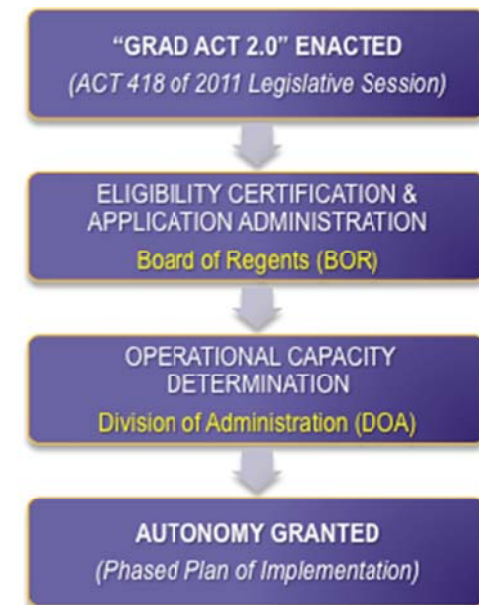 “GRAD ACT 2.0” ENACTED
(ACT 418 of 2011 Legislative Session)
ELIGIBILITY CERTIFICATION &
APPLICATION ADMINISTRATION
Board of Regents (BOR)
OPERATIONAL CAPACITY
DETERMINATION
Division of Administration (DOA)
AUTONOMY GRANTED
(Phased Plan of Implementation)